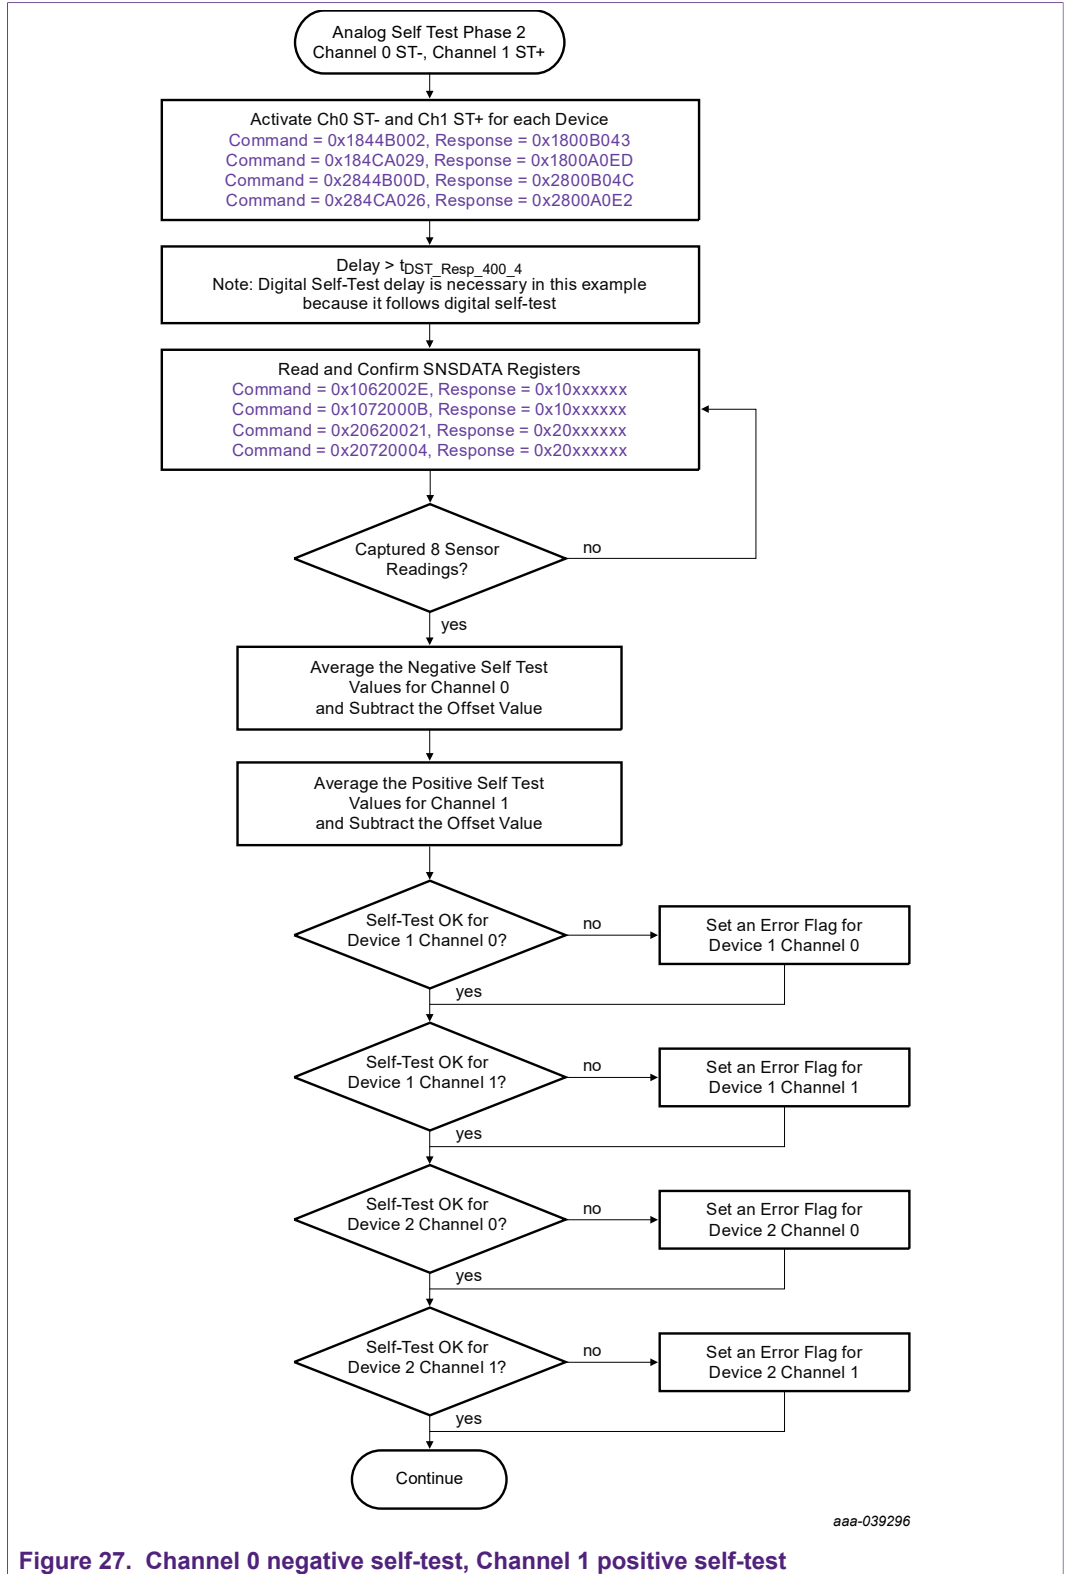 Analog Self Test Phase 2
Channel 0 ST-, Channel 1 ST+
Activate Ch0 ST- and Ch1 ST+ for each Device
Command = 0x1844B002, Response = 0x1800B043
Command = 0x184CA029, Response = 0x1800A0ED
Command = 0x2844B00D, Response = 0x2800B04C
Command = 0x284CA026, Response = 0x2800A0E2
Delay > tDST_Resp_400_4
Note: Digital Self-Test delay is necessary in this example
because it follows digital self-test
Read and Confirm SNSDATA Registers
Command = 0x1062002E, Response = 0x10xxxxxx
Command = 0x1072000B, Response = 0x10xxxxxx
Command = 0x20620021, Response = 0x20xxxxxx
Command = 0x20720004, Response = 0x20xxxxxx
Captured 8 Sensor
Readings?
no
yes
Average the Negative Self Test
Values for Channel 0
and Subtract the Offset Value
Average the Positive Self Test
Values for Channel 1
and Subtract the Offset Value
Self-Test OK for
Device 1 Channel 0?
no
Set an Error Flag for
Device 1 Channel 0
yes
Self-Test OK for
Device 1 Channel 1?
no
Set an Error Flag for
Device 1 Channel 1
yes
Self-Test OK for
Device 2 Channel 0?
no
Set an Error Flag for
Device 2 Channel 0
yes
Self-Test OK for
Device 2 Channel 1?
no
Set an Error Flag for
Device 2 Channel 1
yes
Continue
aaa-039296
Figure 27. Channel 0 negative self-test, Channel 1 positive self-test